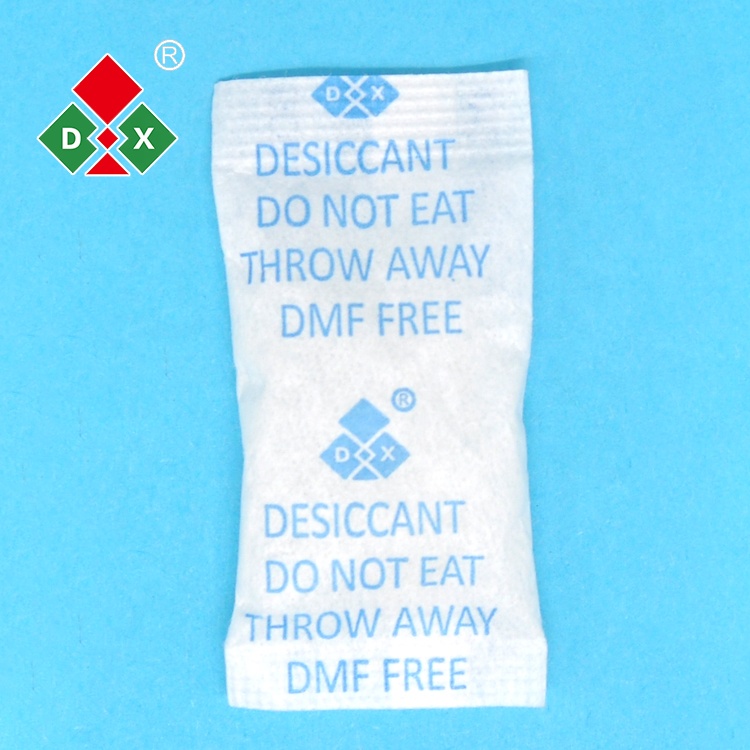 ®
D X
D X
DESICCANT
DO NOT EAT
THROW AWAY
DMF FREE
®
D X
DESICCANT
DO NOT EAT
THROW AWAY
DMF FREE